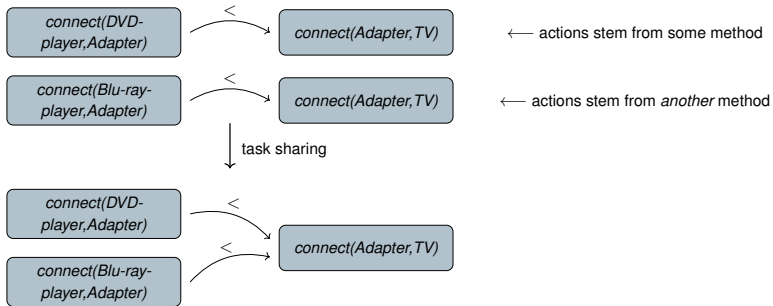 connect(DVD-
player,Adapter)
<
connect(Adapter,TV)
⟵ actions stem from some method
connect(Blu-ray-
player,Adapter)
<
connect(Adapter,TV)
⟵ actions stem from another method
task sharing
connect(DVD-
player,Adapter)
<
connect(Adapter,TV)
connect(Blu-ray-
player,Adapter)
<